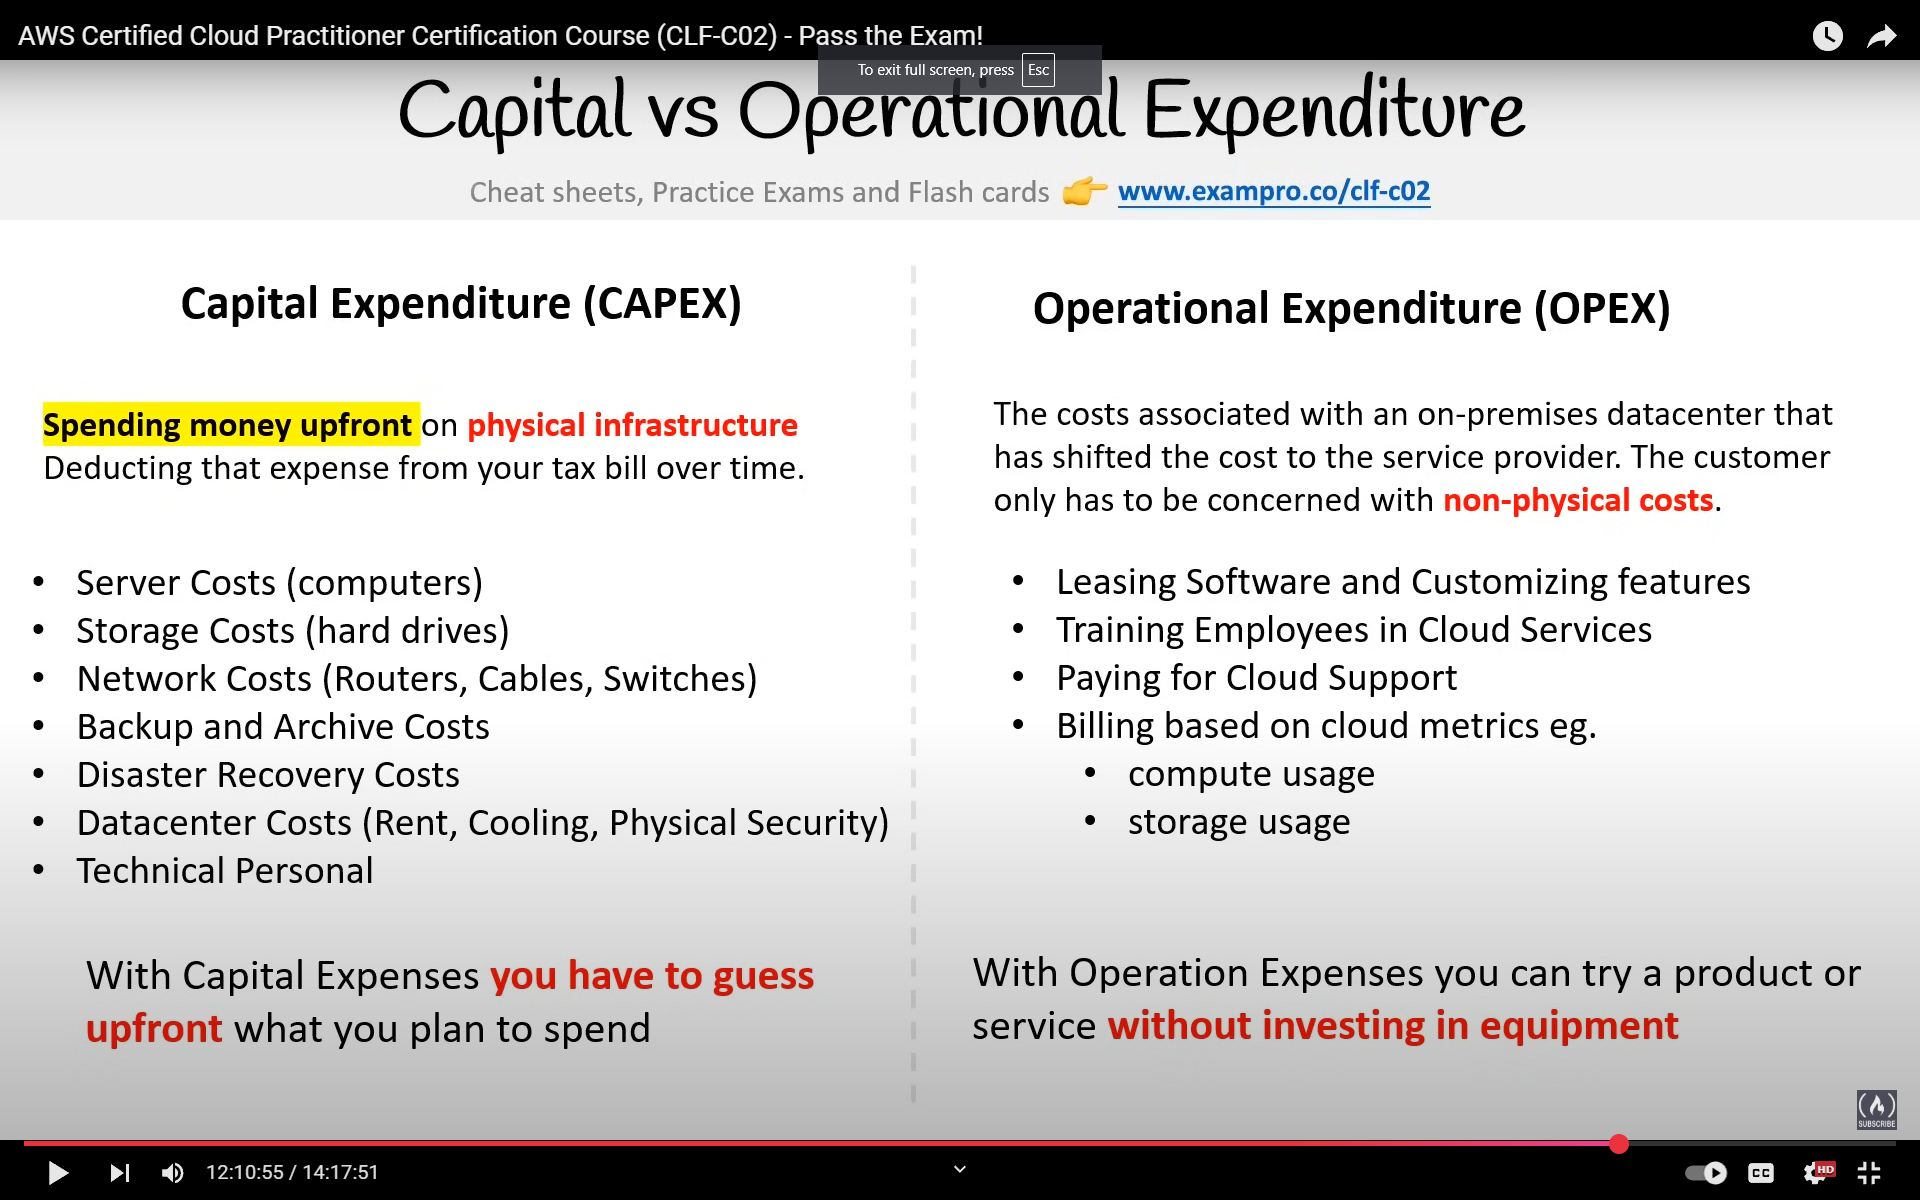 AWS Certified Cloud Practitioner Certification Course (CLF-C02) - Pass the Exam!
To exit full screen, press Esc
Capital vs Operational Expenditure
Cheat sheets, Practice Exams and Flash cards 👉 www.exampro.co/clf-c02
Capital Expenditure (CAPEX)
Spending money upfront on physical infrastructure
Deducting that expense from your tax bill over time.
• Server Costs (computers)
• Storage Costs (hard drives)
• Network Costs (Routers, Cables, Switches)
• Backup and Archive Costs
• Disaster Recovery Costs
• Datacenter Costs (Rent, Cooling, Physical Security)
• Technical Personal
With Capital Expenses you have to guess
upfront what you plan to spend
Operational Expenditure (OPEX)
The costs associated with an on-premises datacenter that
has shifted the cost to the service provider. The customer
only has to be concerned with non-physical costs.
• Leasing Software and Customizing features
• Training Employees in Cloud Services
• Paying for Cloud Support
• Billing based on cloud metrics eg.
• compute usage
• storage usage
With Operation Expenses you can try a product or
service without investing in equipment
SUBSCRIBE
12:10:55 / 14:17:51
CC
HD